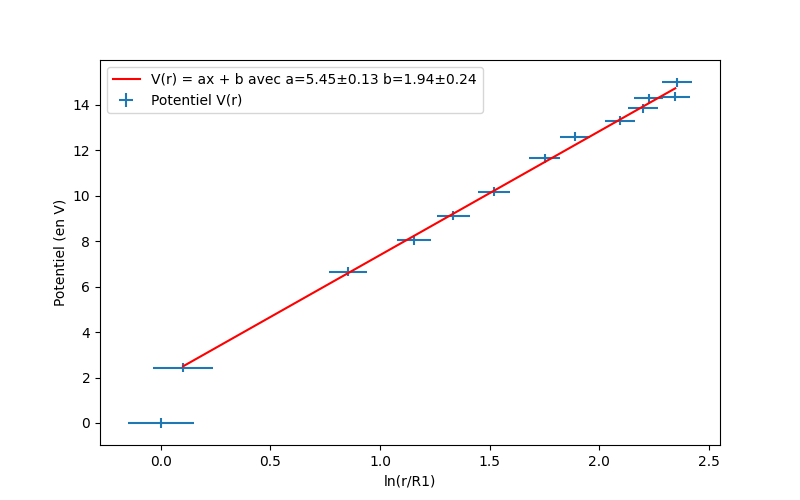 V(r) = ax + b avec a=5.45±0.13 b=1.94±0.24
Potentiel V(r)
Potentiel (en V)
14
12
10
8
6
4
2
0
0.0 0.5 1.0 1.5 2.0 2.5
ln(r/R1)